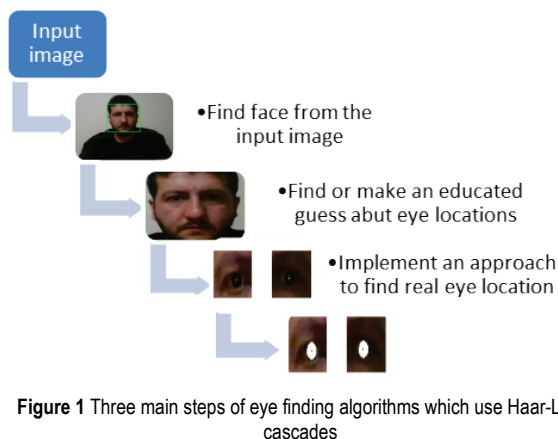 Input
image
•Find face from the
input image
•Find or make an educated
guess abut eye locations
•Implement an approach
to find real eye location
Figure 1 Three main steps of eye finding algorithms which use Haar-L
cascades